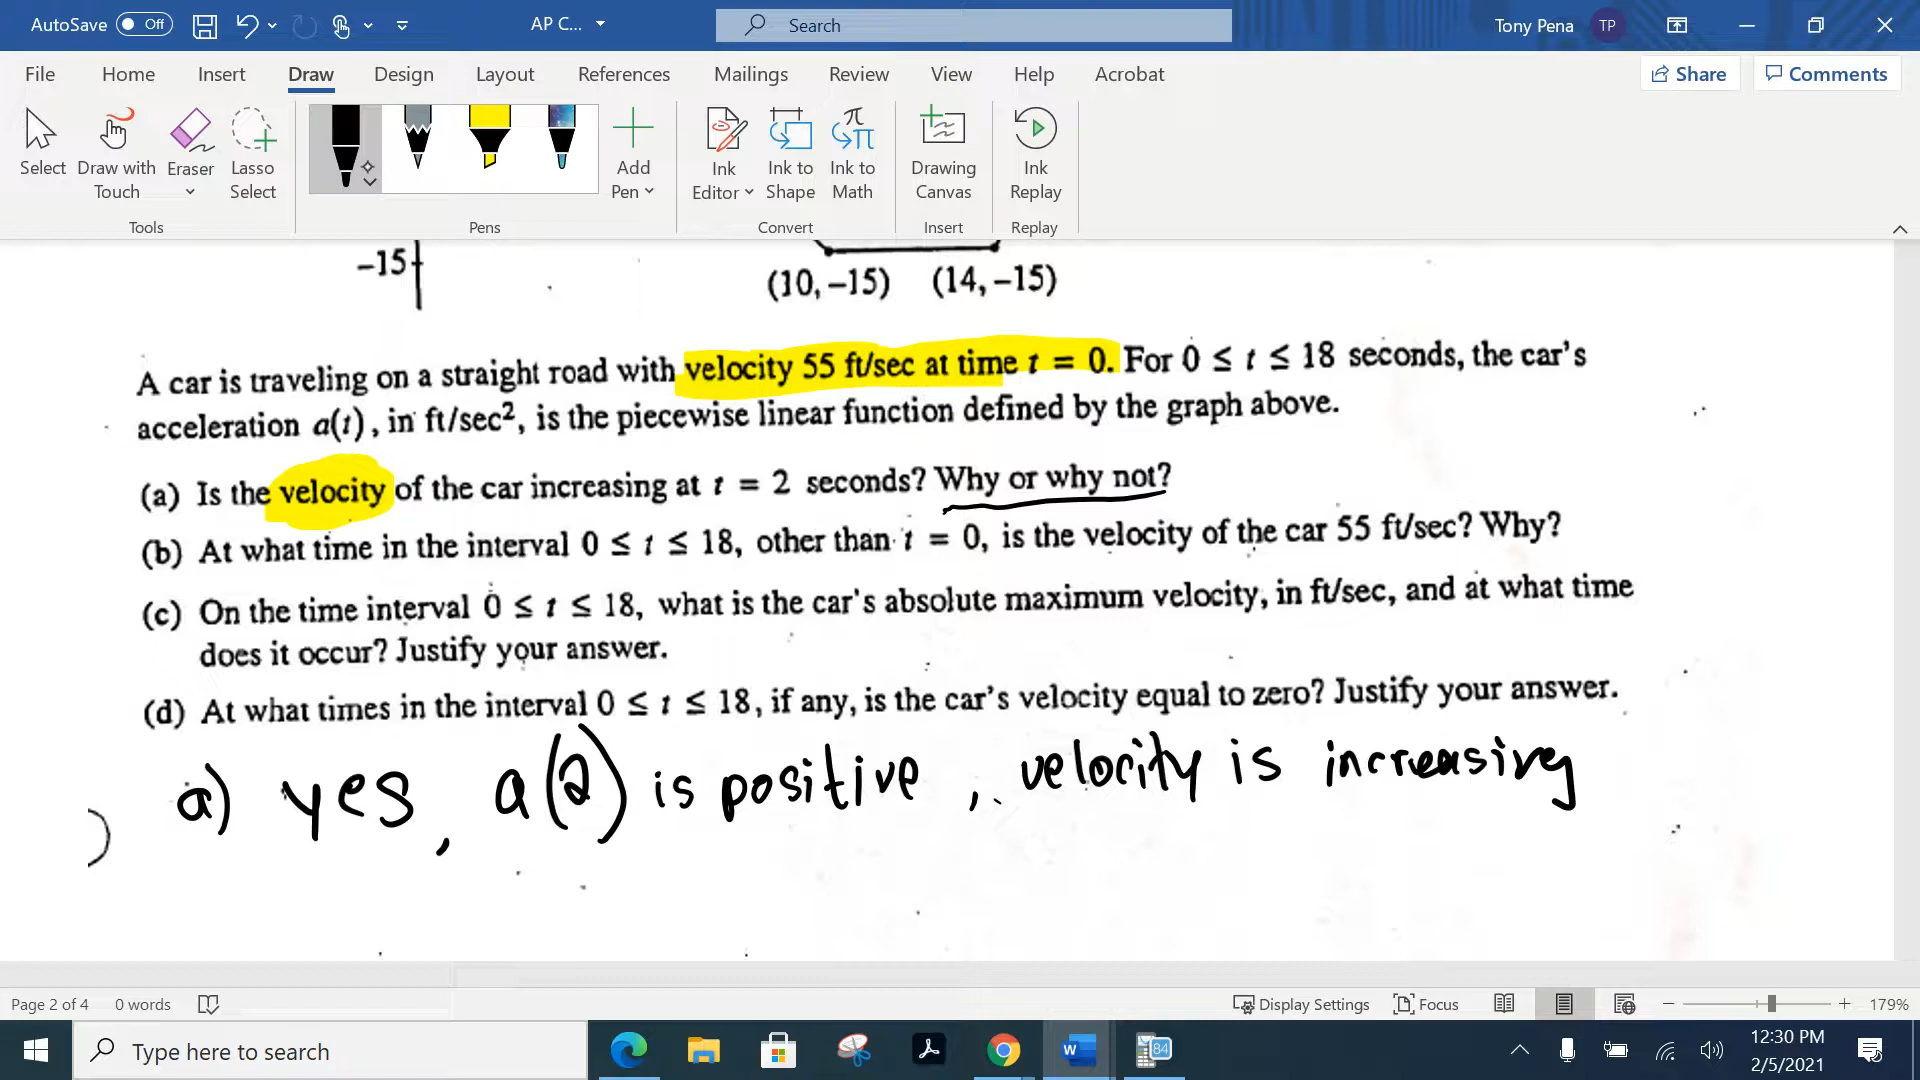 AutoSave Off AP C... Search Tony Pena TP
File Home Insert Draw Design Layout References Mailings Review View Help Acrobat Share Comments
Select Draw with Touch Eraser Lasso Select Add Pen Ink Editor Ink to Shape Ink to Math Drawing Canvas Ink Replay
Tools Pens Convert Insert Replay
-15
(10, -15) (14, -15)
A car is traveling on a straight road with velocity 55 ft/sec at time t = 0. For 0 ≤ t ≤ 18 seconds, the car's
acceleration a(t), in ft/sec², is the piecewise linear function defined by the graph above.
(a) Is the velocity of the car increasing at t = 2 seconds? Why or why not?
(b) At what time in the interval 0 ≤ t ≤ 18, other than t = 0, is the velocity of the car 55 ft/sec? Why?
(c) On the time interval 0 ≤ t ≤ 18, what is the car's absolute maximum velocity, in ft/sec, and at what time
does it occur? Justify your answer.
(d) At what times in the interval 0 ≤ t ≤ 18, if any, is the car's velocity equal to zero? Justify your answer.
a) yes, a(2) is positive, velocity is increasing
)
Page 2 of 4 0 words Display Settings Focus 179%
Type here to search 84 12:30 PM
2/5/2021